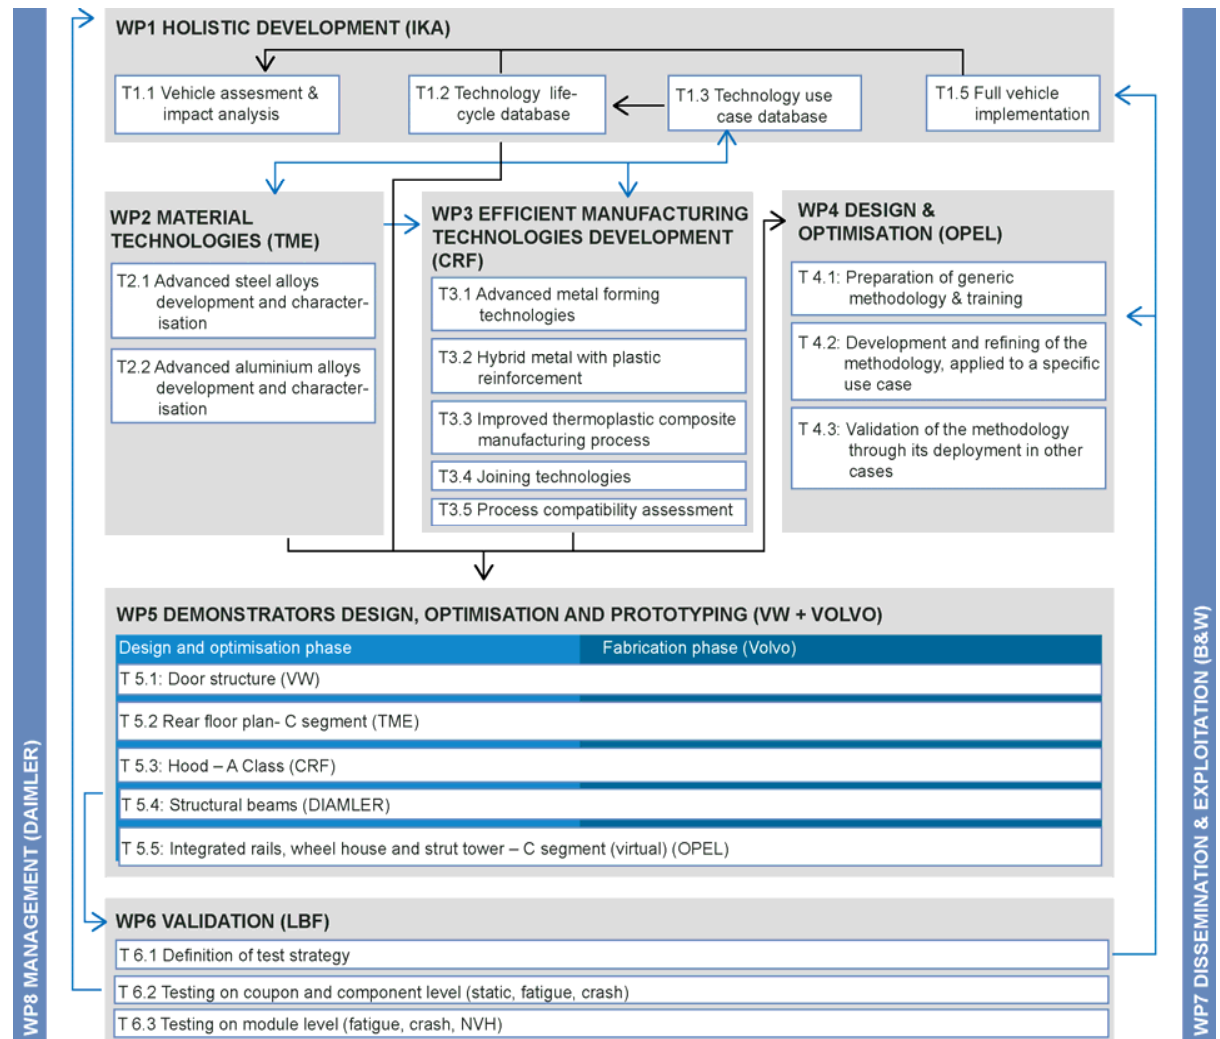 WP1 HOLISTIC DEVELOPMENT (IKA)
T1.1 Vehicle assesment &
impact analysis
T1.2 Technology life-
cycle database
T1.3 Technology use
case database
T1.5 Full vehicle
implementation
WP2 MATERIAL
TECHNOLOGIES (TME)
T2.1 Advanced steel alloys
development and character-
isation
T2.2 Advanced aluminium alloys
development and character-
isation
WP3 EFFICIENT MANUFACTURING
TECHNOLOGIES DEVELOPMENT
(CRF)
T3.1 Advanced metal forming
technologies
T3.2 Hybrid metal with plastic
reinforcement
T3.3 Improved thermoplastic composite
manufacturing process
T3.4 Joining technologies
T3.5 Process compatibility assessment
WP4 DESIGN &
OPTIMISATION (OPEL)
T 4.1: Preparation of generic
methodology & training
T 4.2: Development and refining of the
methodology, applied to a specific
use case
T 4.3: Validation of the methodology
through its deployment in other
cases
WP5 DEMONSTRATORS DESIGN, OPTIMISATION AND PROTOTYPING (VW + VOLVO)
Design and optimisation phase
Fabrication phase (Volvo)
T 5.1: Door structure (VW)
T 5.2 Rear floor plan- C segment (TME)
T 5.3: Hood – A Class (CRF)
T 5.4: Structural beams (DIAMLER)
T 5.5: Integrated rails, wheel house and strut tower – C segment (virtual) (OPEL)
WP6 VALIDATION (LBF)
T 6.1 Definition of test strategy
T 6.2 Testing on coupon and component level (static, fatigue, crash)
T 6.3 Testing on module level (fatigue, crash, NVH)
WP8 MANAGEMENT (DAIMLER)
WP7 DISSEMINATION & EXPLOITATION (B&W)